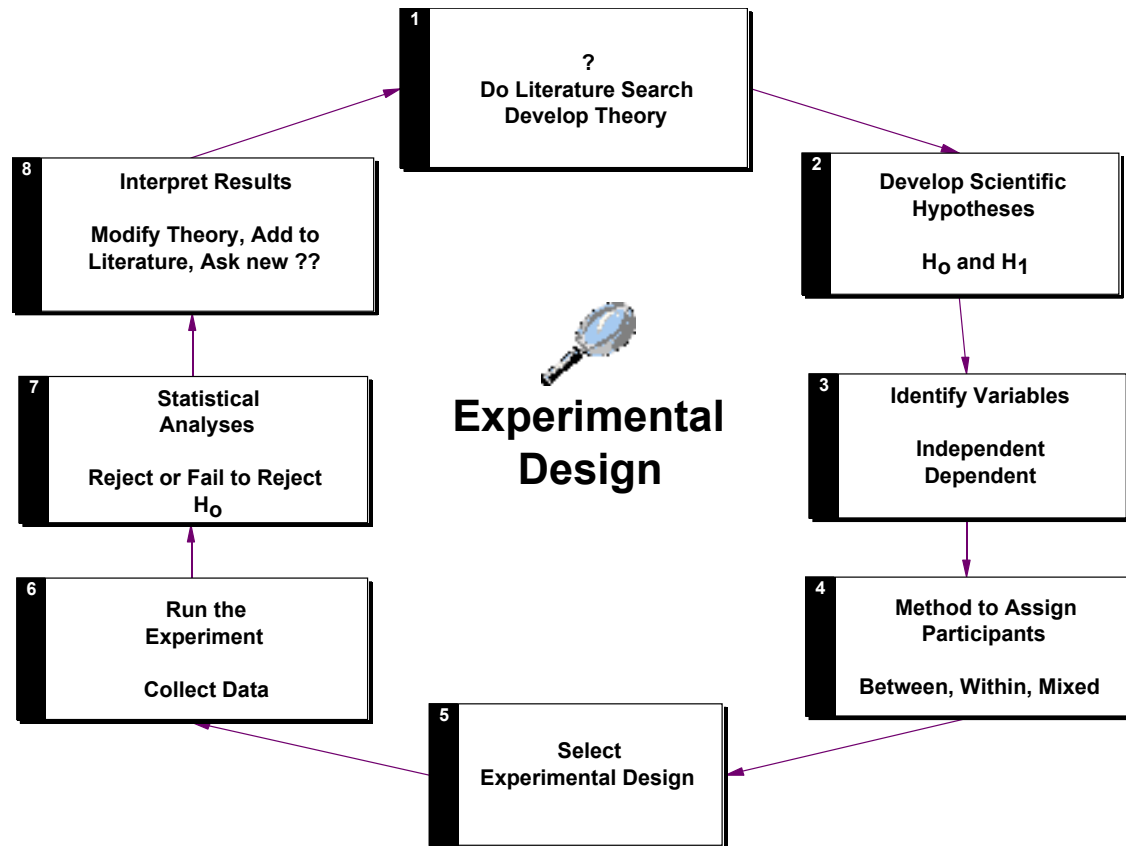 1
?
Do Literature Search
Develop Theory
2
Develop Scientific
Hypotheses
Ho and H1
3
Identify Variables
Independent
Dependent
4
Method to Assign
Participants
Between, Within, Mixed
5
Select
Experimental Design
6
Run the
Experiment
Collect Data
7
Statistical
Analyses
Reject or Fail to Reject
Ho
8
Interpret Results
Modify Theory, Add to
Literature, Ask new ??
Experimental
Design